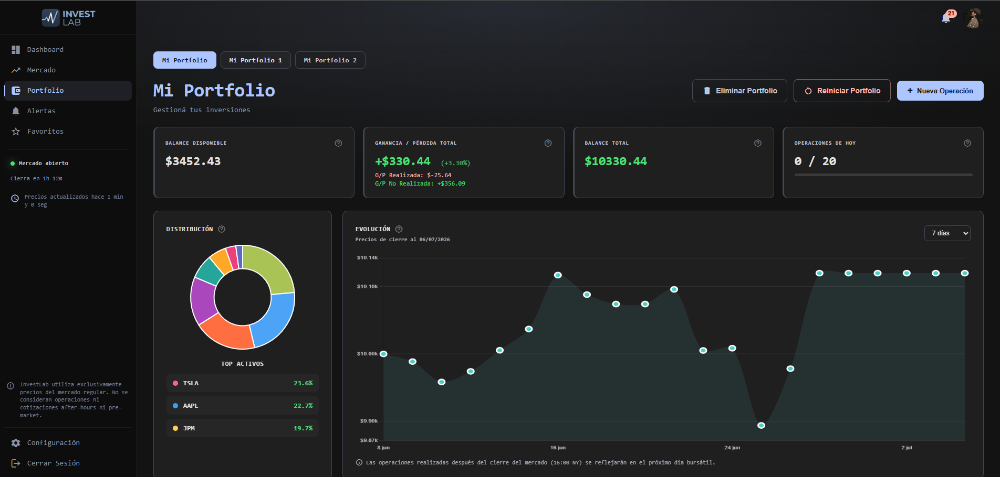 INVEST
LAB
21
Dashboard
Mercado
Portfolio
Alertas
Favoritos
Mercado abierto
Cierra en 1h 12m
Precios actualizados hace 1 min
y 0 seg
InvestLab utiliza exclusivamente
precios del mercado regular. No se
consideran operaciones ni
cotizaciones after-hours ni pre-
market.
Configuración
Cerrar Sesión
Mi Portfolio
Mi Portfolio 1
Mi Portfolio 2
Mi Portfolio
Gestioná tus inversiones
Eliminar Portfolio
Reiniciar Portfolio
+ Nueva Operación
BALANCE DISPONIBLE
$3452.43
GANANCIA / PÉRDIDA TOTAL
+$330.44 (+3.30%)
G/P Realizada: $-25.64
G/P No Realizada: +$356.09
BALANCE TOTAL
$10330.44
OPERACIONES DE HOY
0 / 20
DISTRIBUCIÓN
TOP ACTIVOS
TSLA 23.6%
AAPL 22.7%
JPM 19.7%
EVOLUCIÓN
Precios de cierre al 06/07/2026
7 días
$10.14k
$10.10k
$10.00k
$9.90k
$9.87k
8 jun
16 jun
24 jun
2 jul
Las operaciones realizadas después del cierre del mercado (16:00 NY) se reflejarán en el próximo día bursátil.